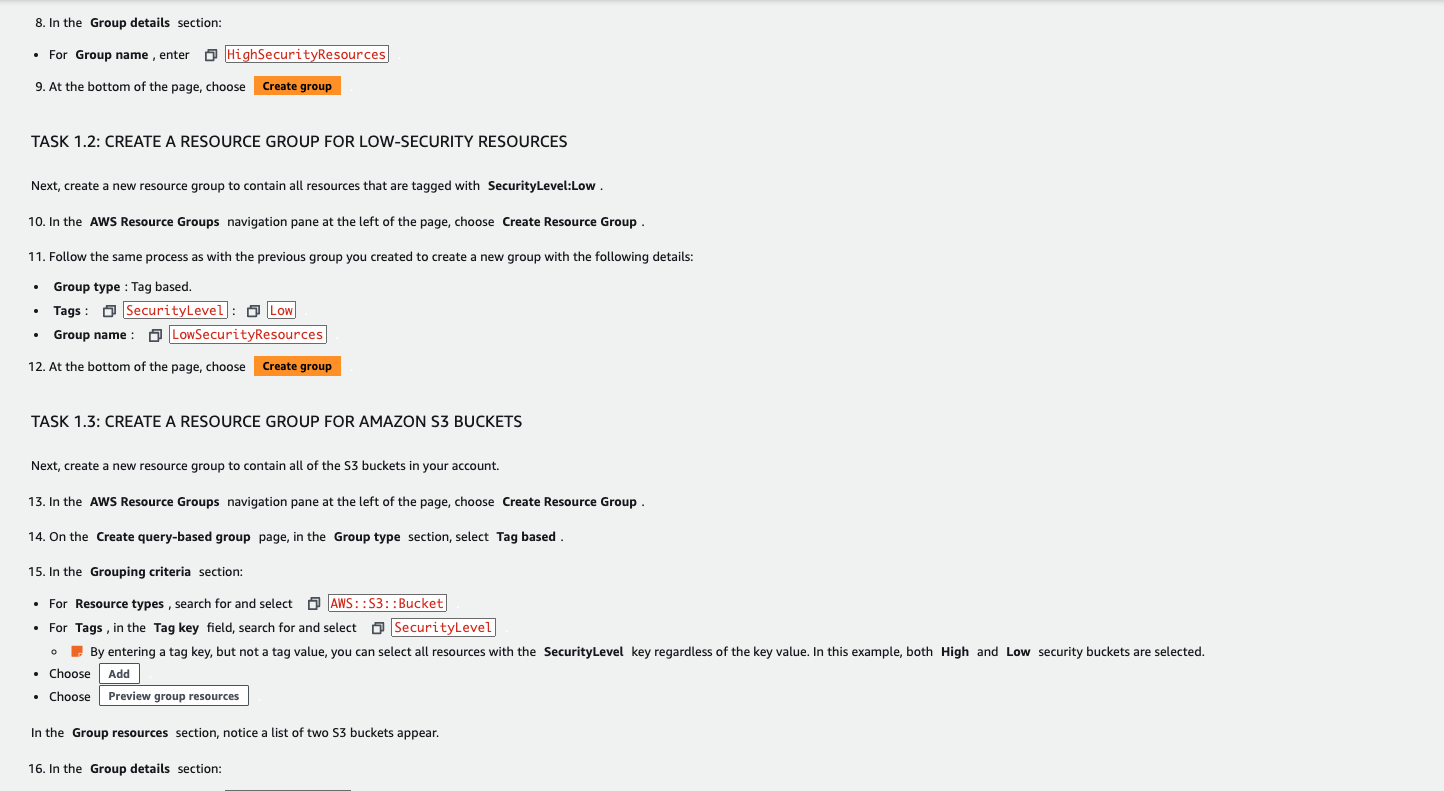 8. In the Group details section:
• For Group name , enter HighSecurityResources
9. At the bottom of the page, choose Create group
TASK 1.2: CREATE A RESOURCE GROUP FOR LOW-SECURITY RESOURCES
Next, create a new resource group to contain all resources that are tagged with SecurityLevel:Low .
10. In the AWS Resource Groups navigation pane at the left of the page, choose Create Resource Group .
11. Follow the same process as with the previous group you created to create a new group with the following details:
• Group type : Tag based.
• Tags : SecurityLevel : Low
• Group name : LowSecurityResources
12. At the bottom of the page, choose Create group
TASK 1.3: CREATE A RESOURCE GROUP FOR AMAZON S3 BUCKETS
Next, create a new resource group to contain all of the S3 buckets in your account.
13. In the AWS Resource Groups navigation pane at the left of the page, choose Create Resource Group .
14. On the Create query-based group page, in the Group type section, select Tag based .
15. In the Grouping criteria section:
• For Resource types , search for and select AWS::S3::Bucket
• For Tags , in the Tag key field, search for and select SecurityLevel
◦ By entering a tag key, but not a tag value, you can select all resources with the SecurityLevel key regardless of the key value. In this example, both High and Low security buckets are selected.
• Choose Add
• Choose Preview group resources
In the Group resources section, notice a list of two S3 buckets appear.
16. In the Group details section: